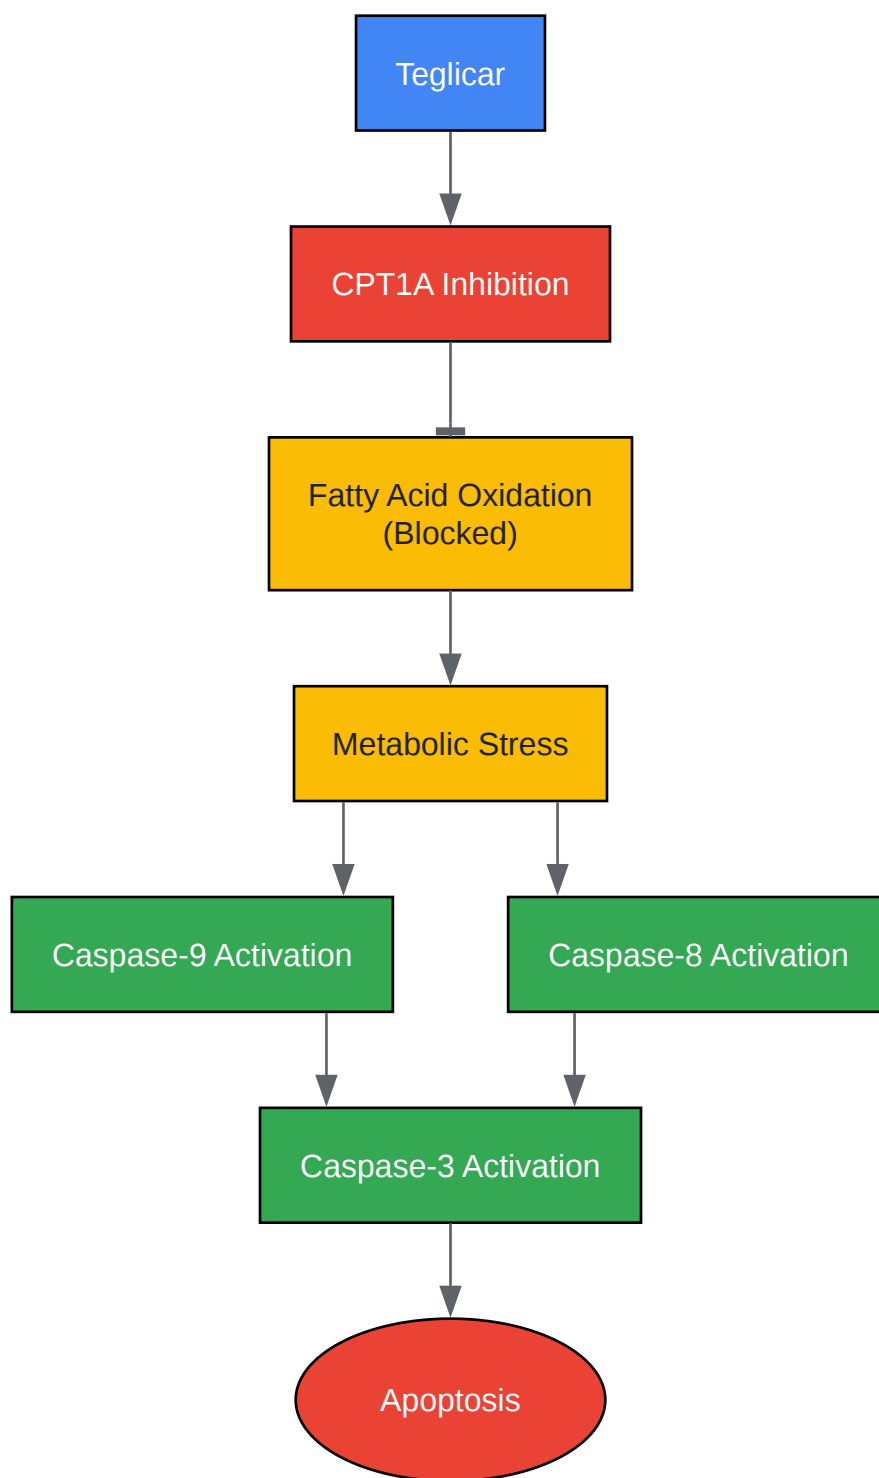 Teglicar
CPT1A Inhibition
Fatty Acid Oxidation
(Blocked)
Metabolic Stress
Caspase-9 Activation
Caspase-8 Activation
Caspase-3 Activation
Apoptosis